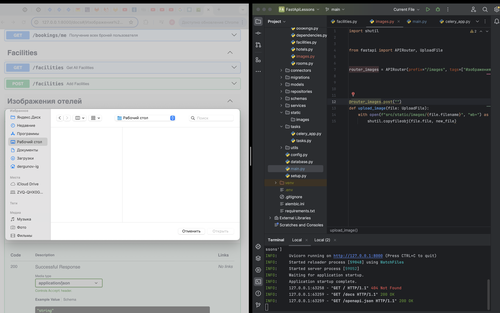 GET /bookings/me
Facilities
GET /facilities Get All Facilities
POST /facilities
Изображения отелей
Яндекс.Диск
Недавние
Программы
Рабочий стол
Документы
Загрузки
iCloud Drive
Музыка
Фото
Фильмы
Рабочий стол
Поиск
Отменить
Открыть
Code
Description
Links
200
Successful Response
No links
Media type
application/json
Example Value
Schema
"string"
FastApiLessons
main
Current File
Project
facilities.py
images.py
main.py
celery_app.py
bookings.py
dependencies.py
facilities.py
hotels.py
images.py
rooms.py
connectors
migrations
models
repositories
schemas
services
static
images
tasks
celery_app.py
tasks.py
utils
config.py
database.py
main.py
setup.py
venv
.env
.gitignore
alembic.ini
requirements.txt
External Libraries
Scratches and Consoles
import shutil
from fastapi import APIRouter, UploadFile
router_images = APIRouter(prefix="/images", tags=["Изображения
@router_images.post("")
def upload_image(file: UploadFile):
with open(f"src/static/images/{file.filename}", "wb+") as
shutil.copyfileobj(file.file, new_file)
upload_image()
Terminal
Local
Local (2)
INFO: Uvicorn running on http://127.0.0.1:8000 (Press CTRL+C to quit)
INFO: Started reloader process
using WatchFiles
INFO: Started server process
INFO: Waiting for application startup.
INFO: Application startup complete.
INFO: 127.0.0.1:63259 - "GET / HTTP/1.1" 404 Not Found
INFO: 127.0.0.1:63259 - "GET /docs HTTP/1.1" 200 OK
INFO: 127.0.0.1:63259 - "GET /openapi.json HTTP/1.1" 200 OK